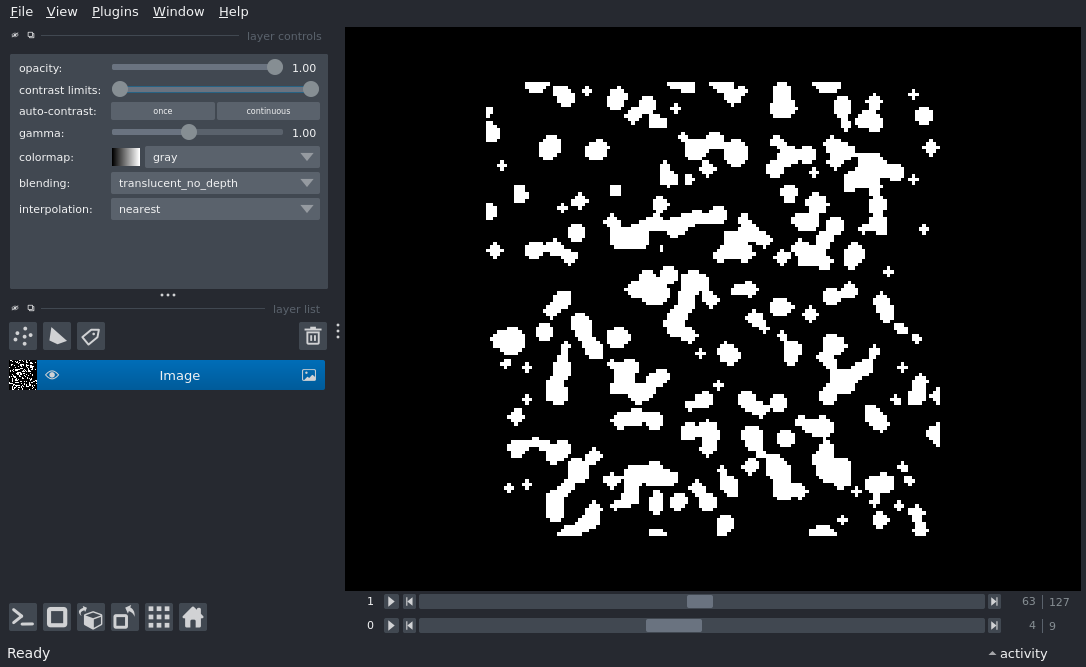 File View Plugins Window Help
layer controls
opacity: 1.00
contrast limits:
auto-contrast: once continuous
gamma: 1.00
colormap: gray
blending: translucent_no_depth
interpolation: nearest
layer list
Image
1 63 127
0 4 9
Ready activity